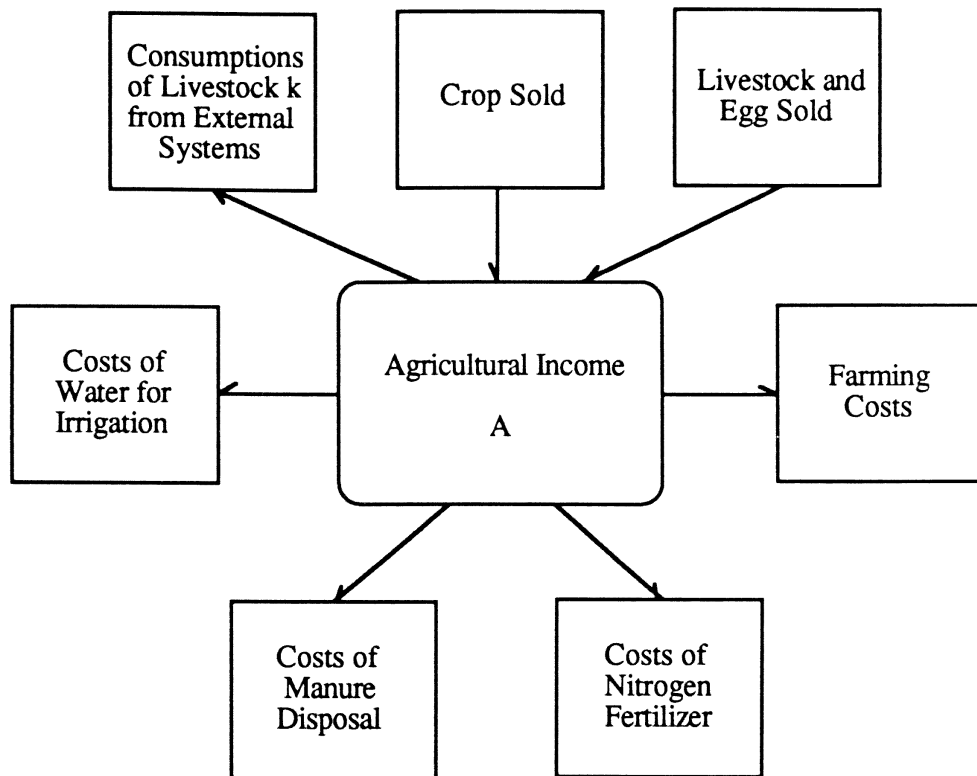 Consumptions
of Livestock k
from External
Systems
Crop Sold
Livestock and
Egg Sold
Costs of
Water for
Irrigation
Agricultural Income
A
Farming
Costs
Costs of
Manure
Disposal
Costs of
Nitrogen
Fertilizer